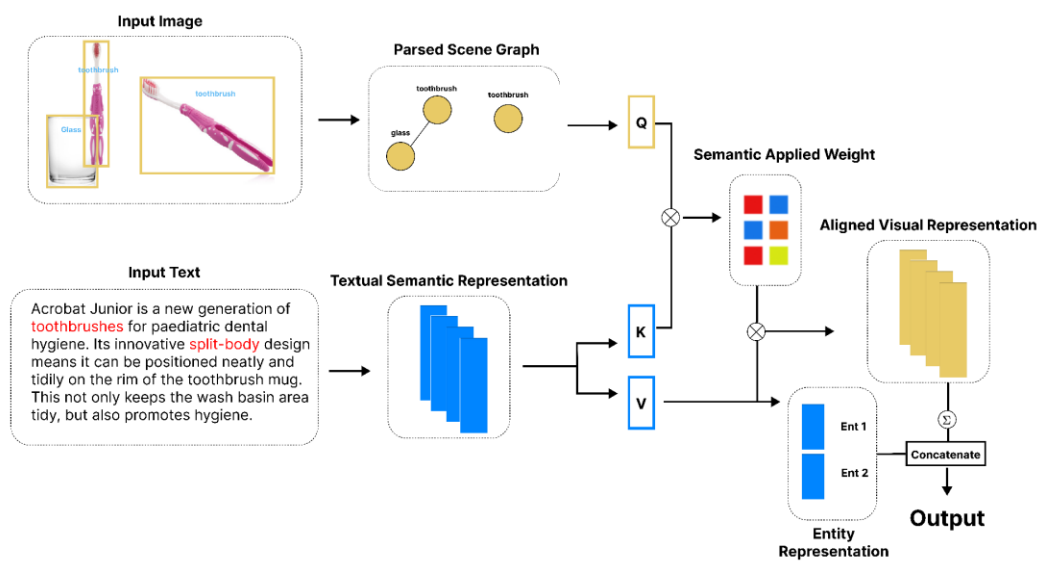 Input Image
toothbrush
toothbrush
Glass
Parsed Scene Graph
toothbrush
toothbrush
glass
Q
Semantic Applied Weight
Aligned Visual Representation
Input Text
Acrobat Junior is a new generation of
toothbrushes for paediatric dental
hygiene. Its innovative split-body design
means it can be positioned neatly and
tidily on the rim of the toothbrush mug.
This not only keeps the wash basin area
tidy, but also promotes hygiene.
Textual Semantic Representation
K
V
Ent 1
Ent 2
Entity
Representation
Σ
Concatenate
Output